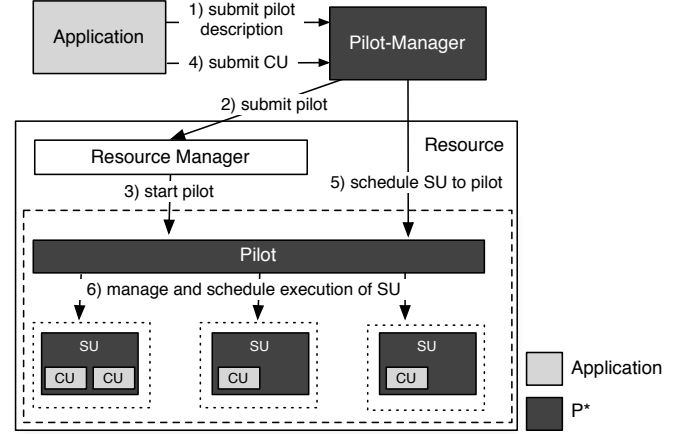 Application
1) submit pilot
description
4) submit CU
Pilot-Manager
2) submit pilot
Resource
Resource Manager
3) start pilot
5) schedule SU to pilot
Pilot
6) manage and schedule execution of SU
SU
CU CU
SU
CU
SU
CU
Application
P*